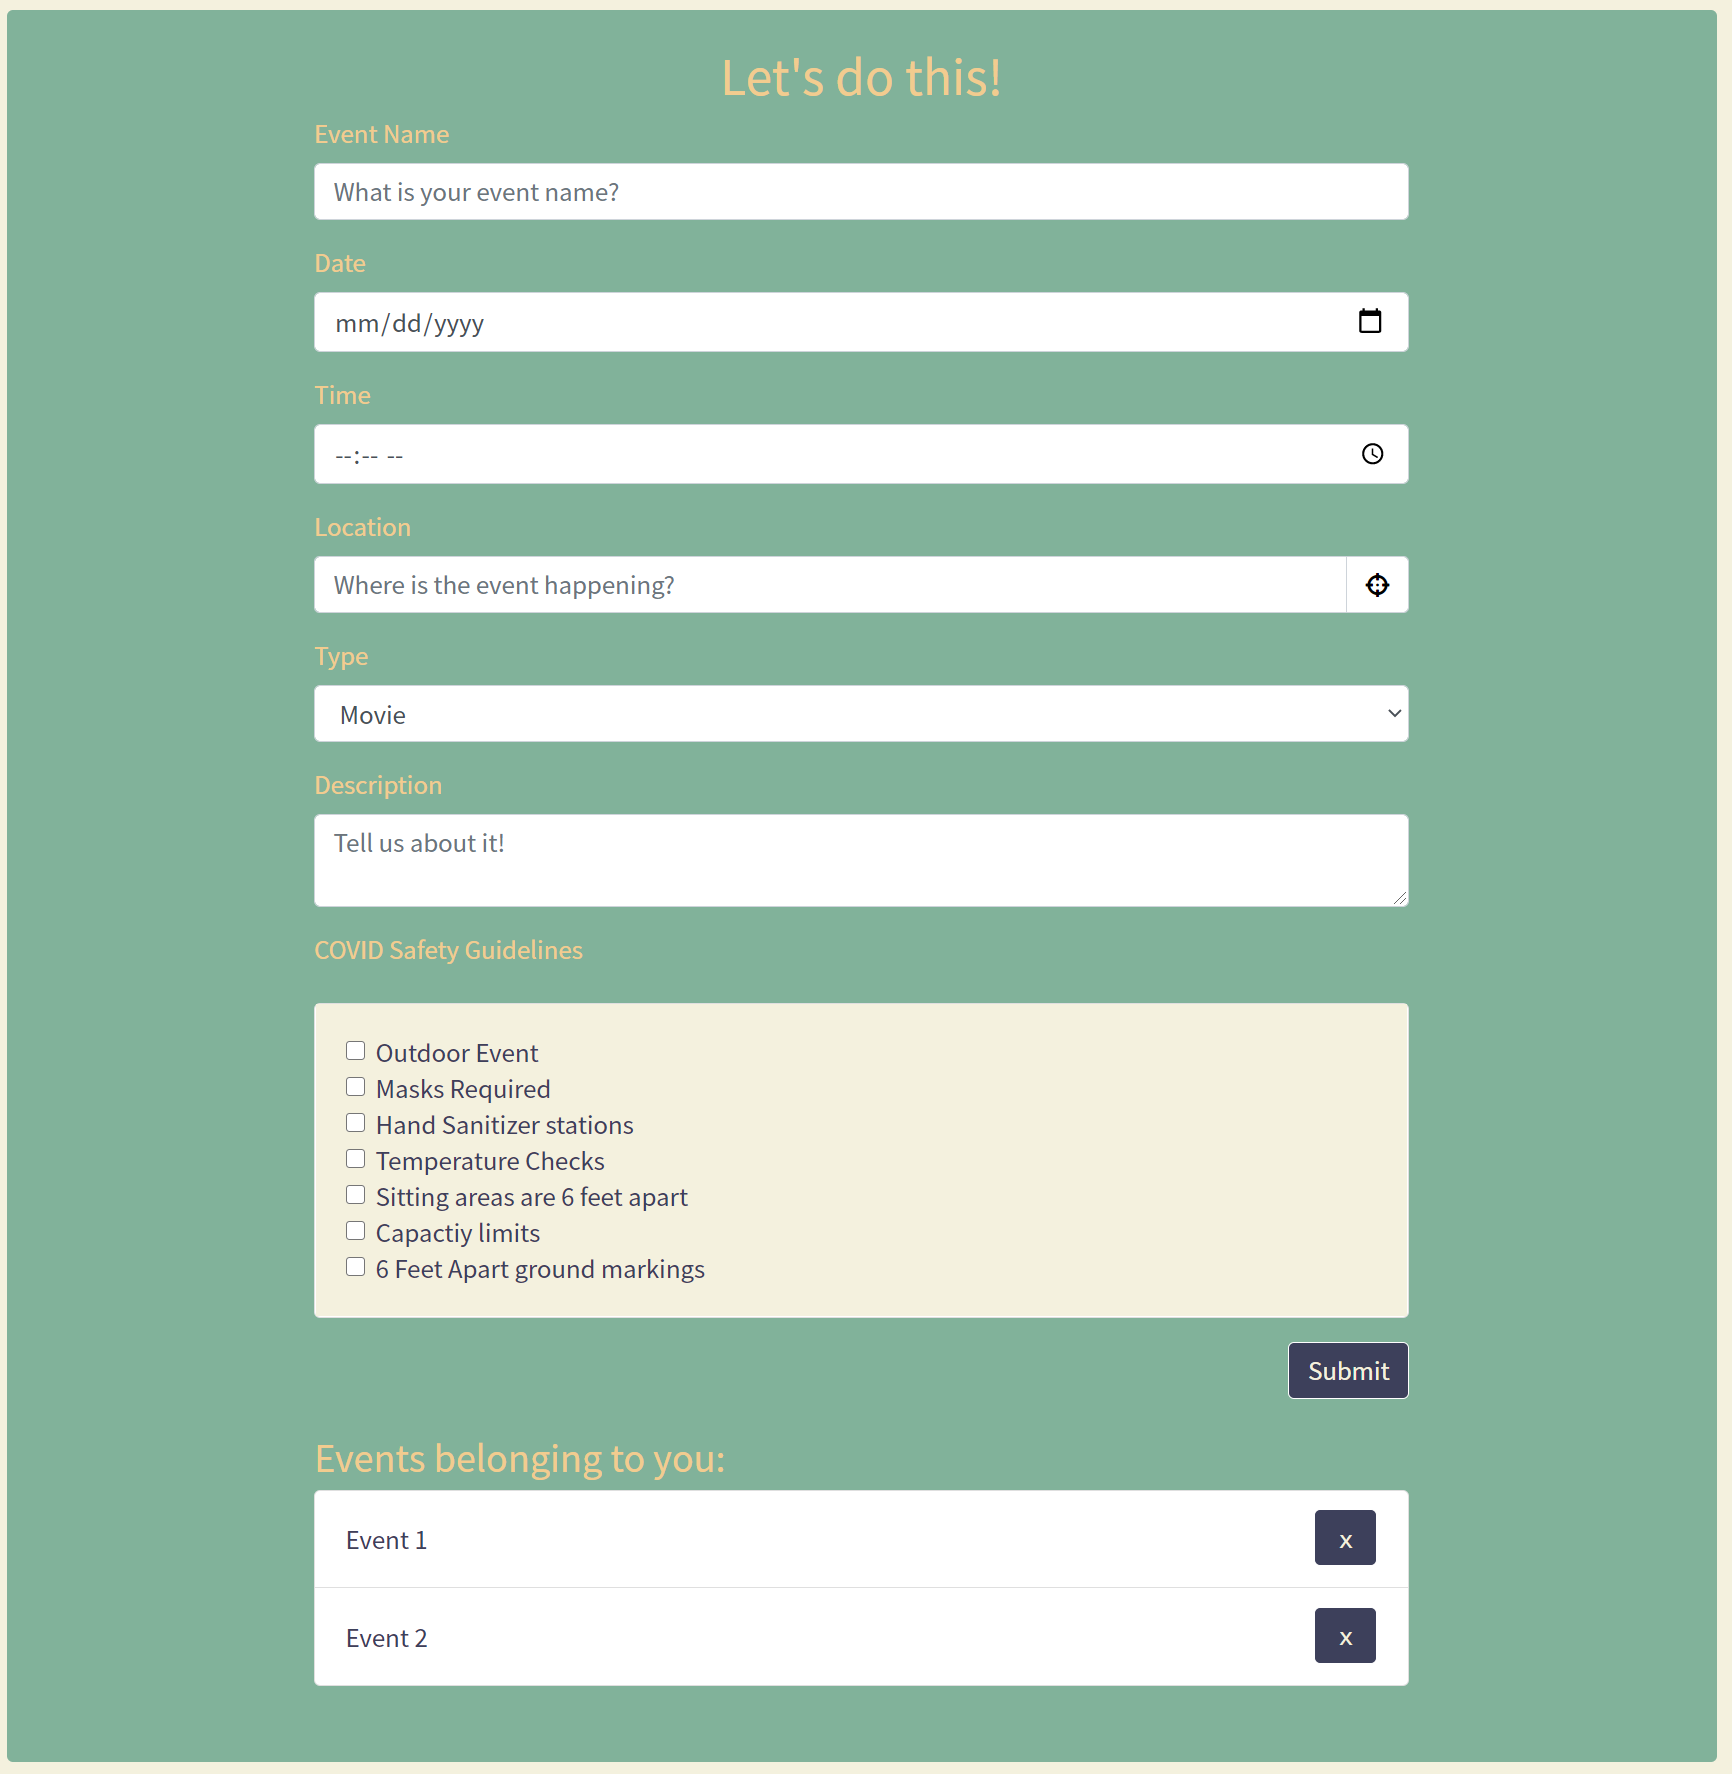 Let's do this!
Event Name
What is your event name?
Date
mm/dd/yyyy
Time
--:-- --
Location
Where is the event happening?
Type
Movie
Description
Tell us about it!
COVID Safety Guidelines
Outdoor Event
Masks Required
Hand Sanitizer stations
Temperature Checks
Sitting areas are 6 feet apart
Capactiy limits
6 Feet Apart ground markings
Submit
Events belonging to you:
Event 1 x
Event 2 x